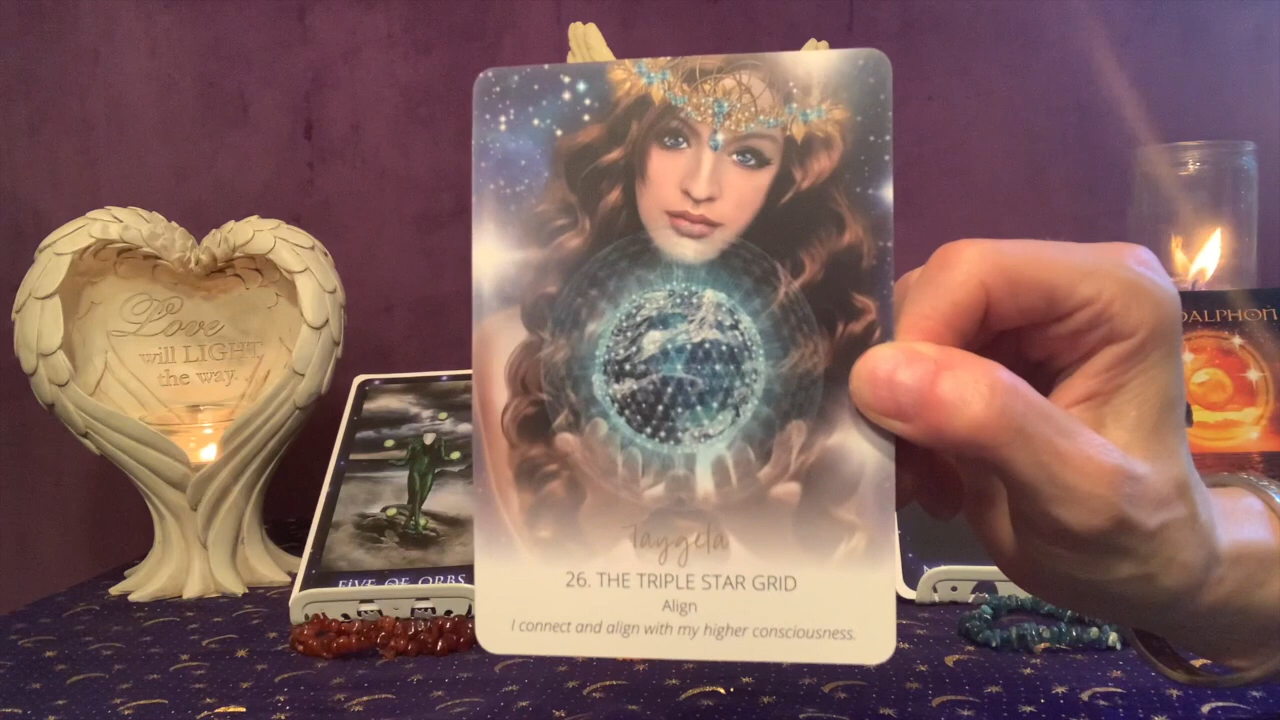 Love
will LIGHT
the way.
FIVE OF ORBS
Taygeta
26. THE TRIPLE STAR GRID
Align
I connect and align with my higher consciousness.
DALPHON